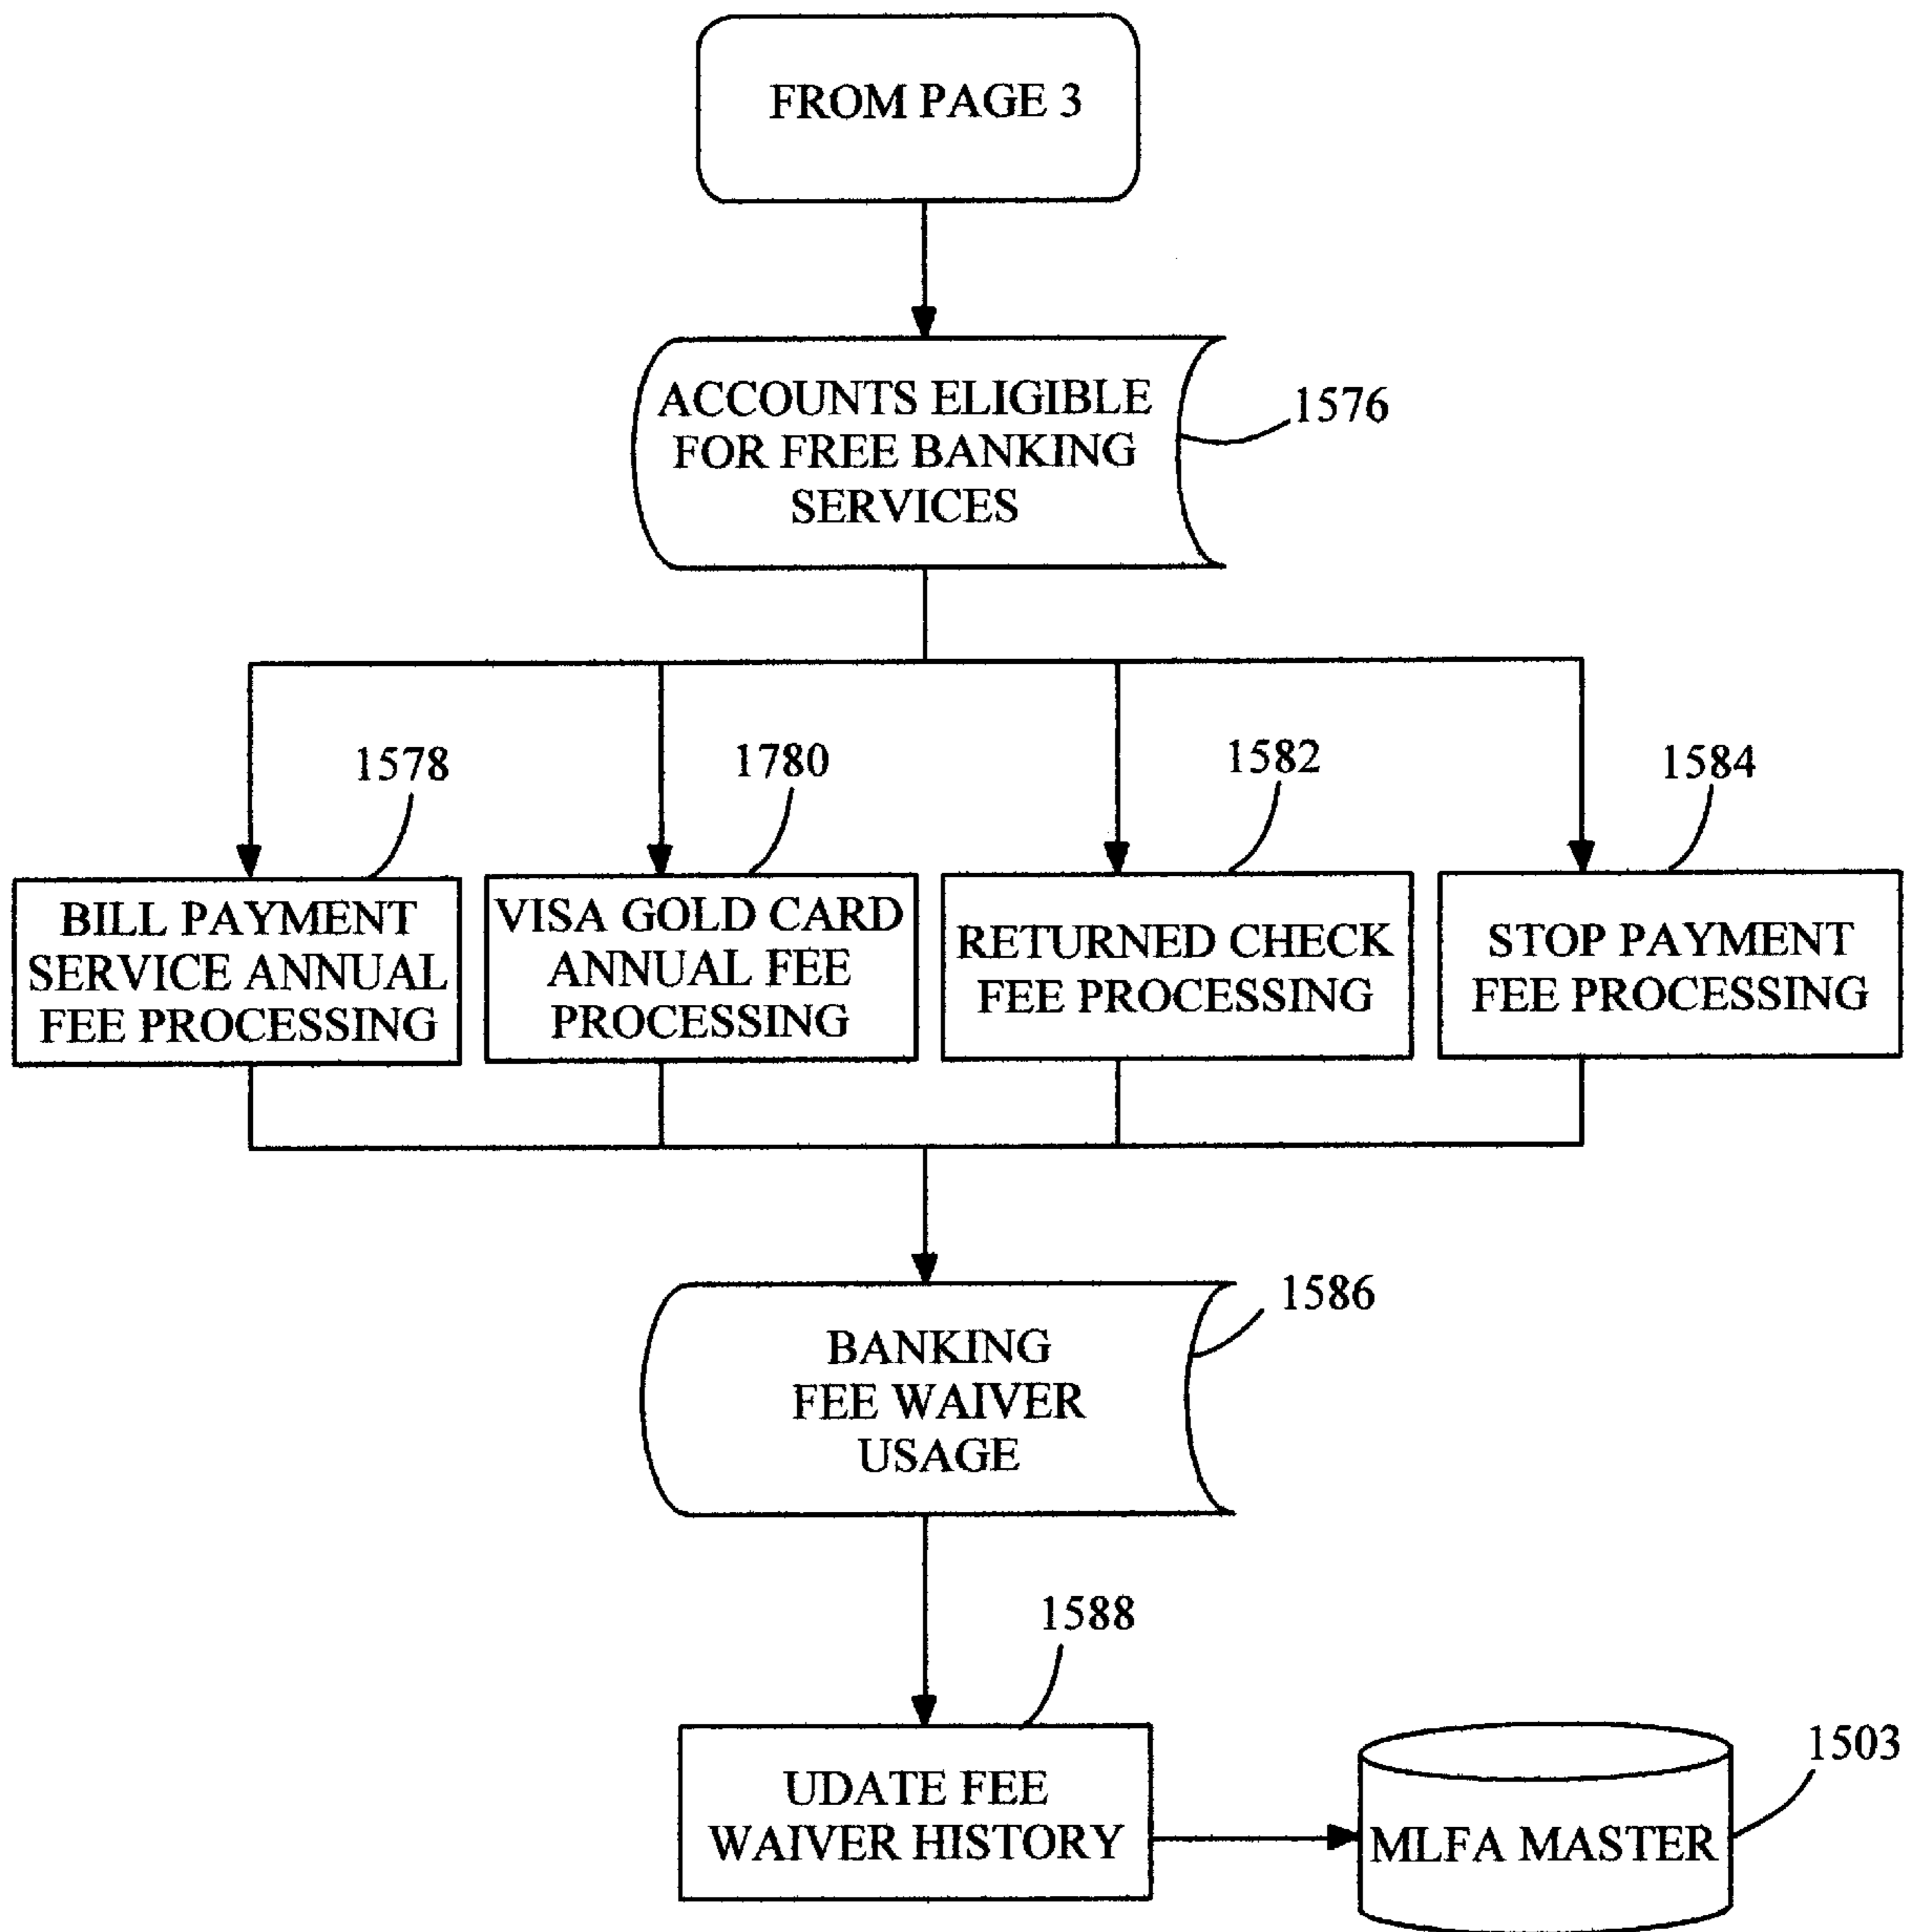 FROM PAGE 3
ACCOUNTS ELIGIBLE
FOR FREE BANKING
SERVICES
1576
1578
1780
1582
1584
BILL PAYMENT
SERVICE ANNUAL
FEE PROCESSING
VISA GOLD CARD
ANNUAL FEE
PROCESSING
RETURNED CHECK
FEE PROCESSING
STOP PAYMENT
FEE PROCESSING
BANKING
FEE WAIVER
USAGE
1586
1588
UDATE FEE
WAIVER HISTORY
1503
MLFA MASTER